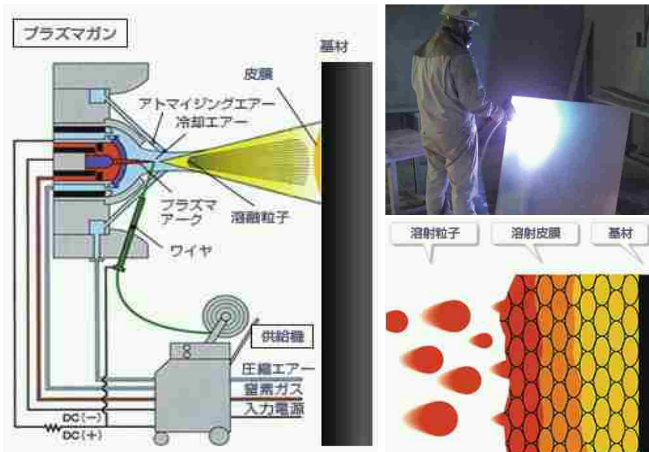 プラズマガン
基材
皮膜
アトマイジングエアー
冷却エアー
プラズマ
アーク
溶融粒子
ワイヤ
供給機
圧縮エアー
窒素ガス
入力電源
DC(−)
DC(+)
溶射粒子
溶射皮膜
基材